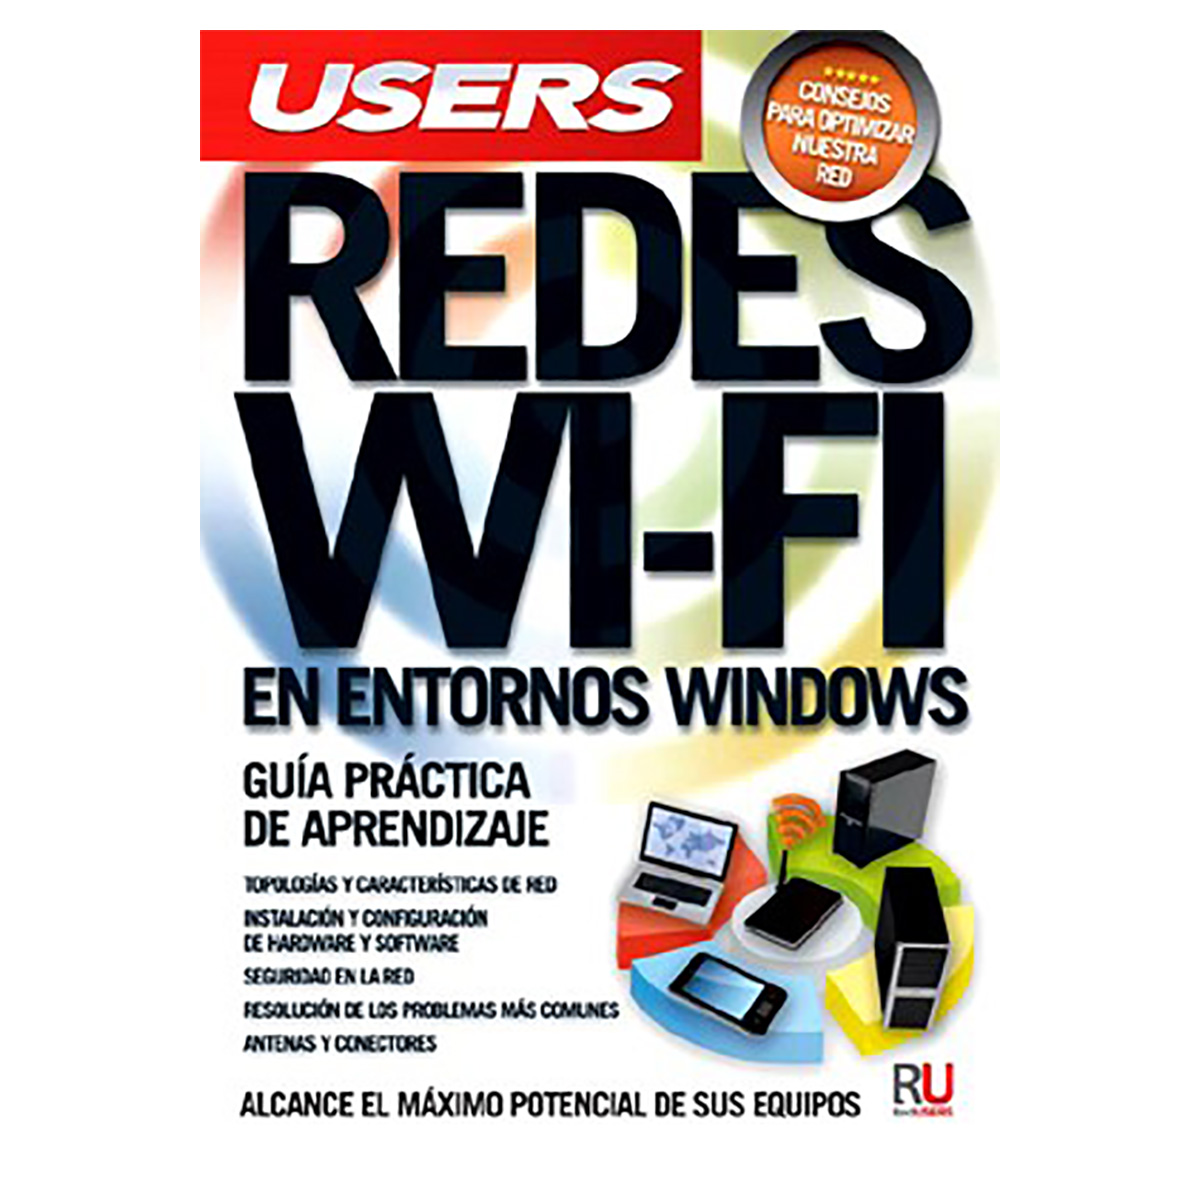 USERS
CONSEJOS
PARA OPTIMIZAR
NUESTRA
RED
REDES
WI-FI
EN ENTORNOS WINDOWS
GUÍA PRÁCTICA
DE APRENDIZAJE
TOPOLOGÍAS Y CARACTERÍSTICAS DE RED
INSTALACIÓN Y CONFIGURACIÓN
DE HARDWARE Y SOFTWARE
SEGURIDAD EN LA RED
RESOLUCIÓN DE LOS PROBLEMAS MÁS COMUNES
ANTENAS Y CONECTORES
RU
ALCANCE EL MÁXIMO POTENCIAL DE SUS EQUIPOS